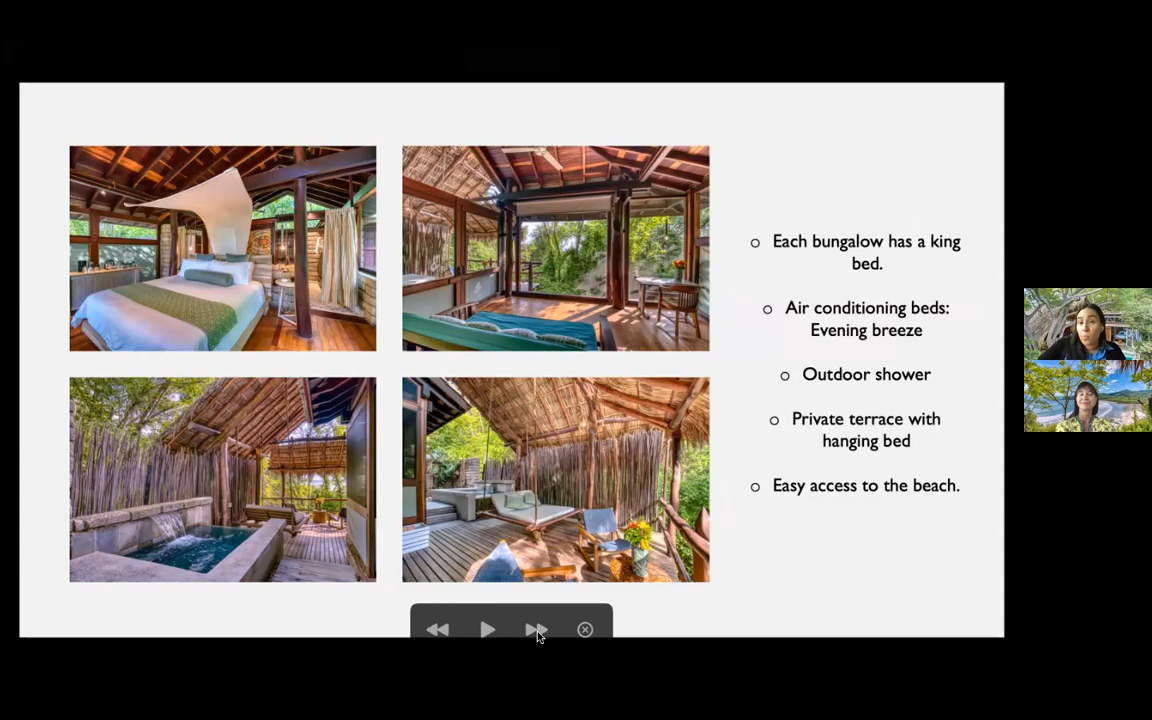 Each bungalow has a king
bed.
Air conditioning beds:
Evening breeze
Outdoor shower
Private terrace with
hanging bed
Easy access to the beach.